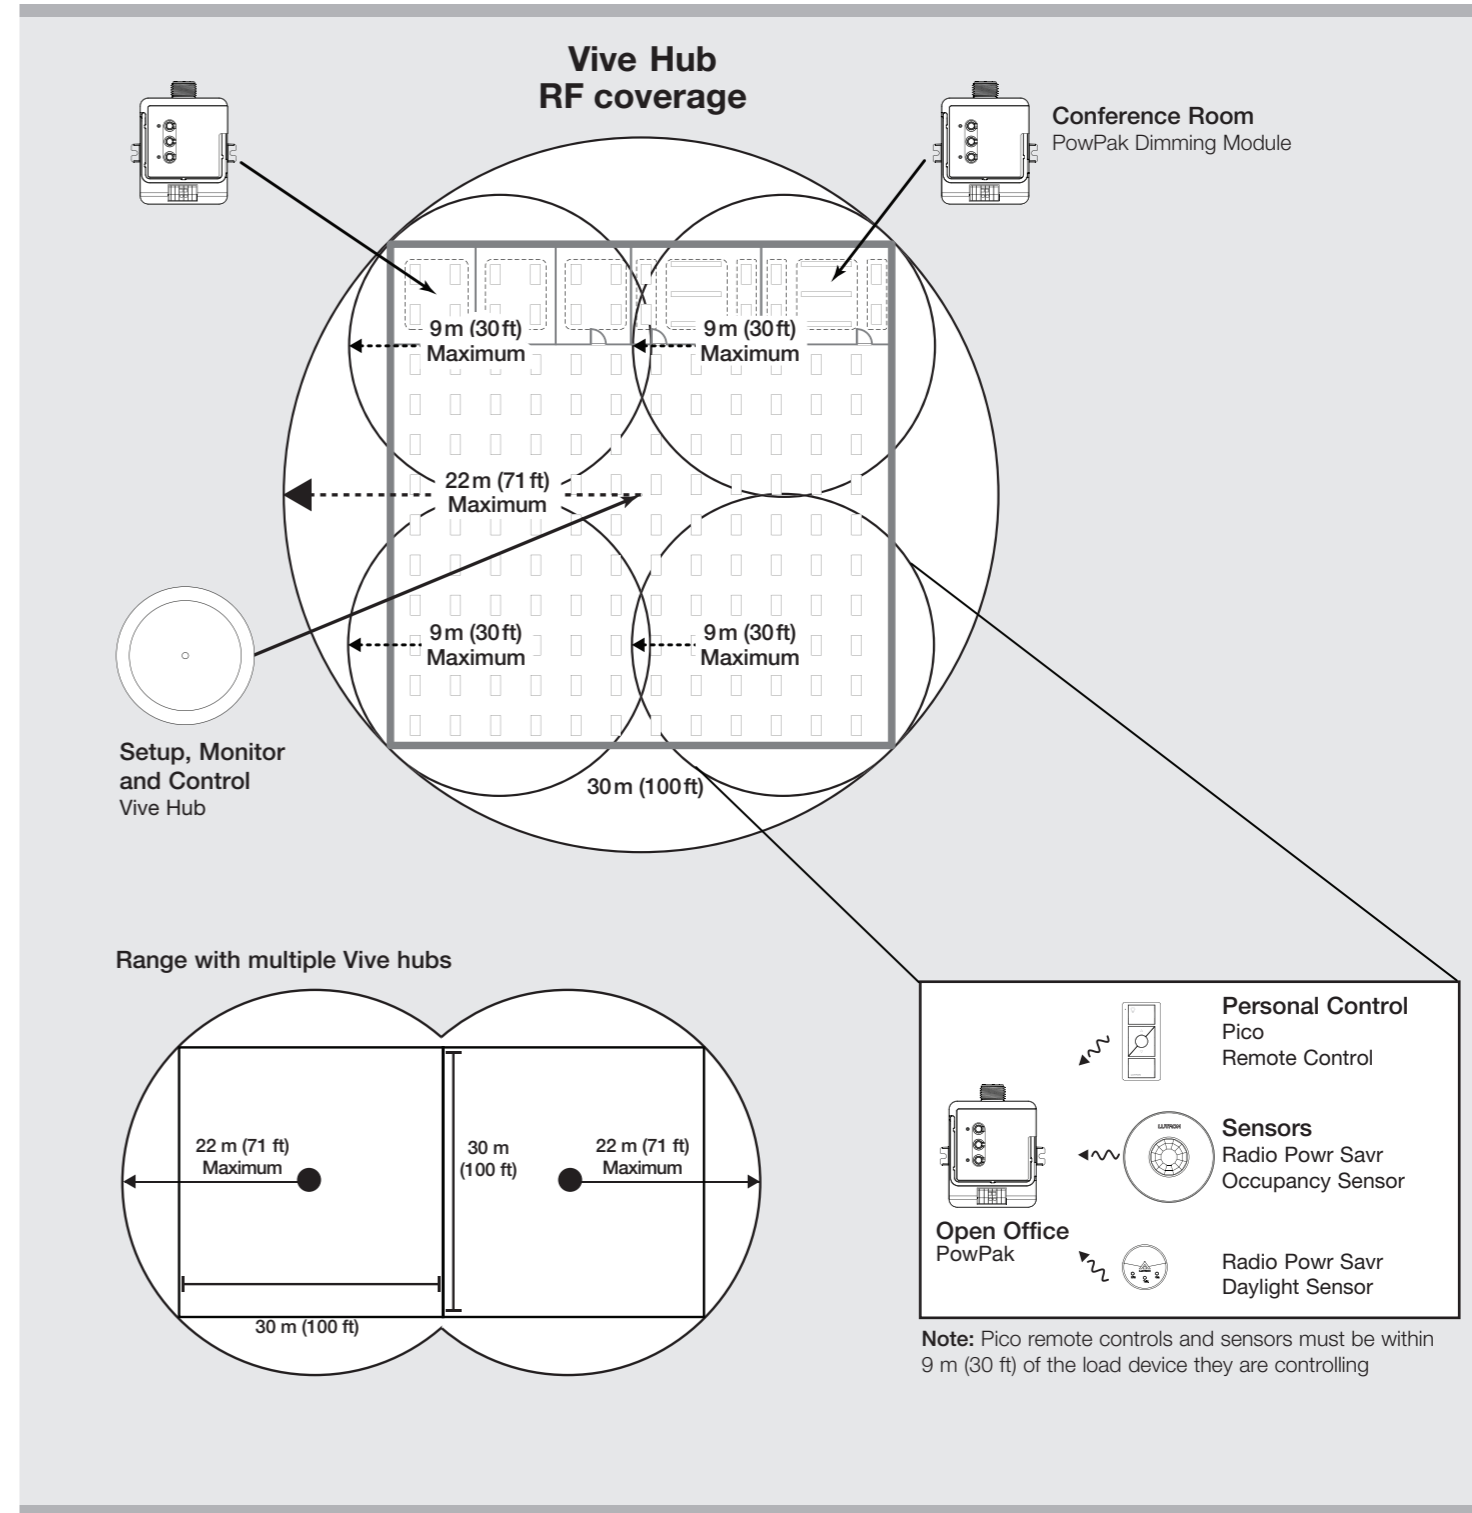 Vive Hub
RF coverage
Conference Room
PowPak Dimming Module
9 m (30 ft)
Maximum
9 m (30 ft)
Maximum
22 m (71 ft)
Maximum
9 m (30 ft)
Maximum
9 m (30 ft)
Maximum
30 m (100 ft)
Setup, Monitor
and Control
Vive Hub
Range with multiple Vive hubs
22 m (71 ft)
Maximum
30 m
(100 ft)
22 m (71 ft)
Maximum
30 m (100 ft)
Personal Control
Pico
Remote Control
LUTRON
Sensors
Radio Powr Savr
Occupancy Sensor
Open Office
PowPak
Radio Powr Savr
Daylight Sensor
Note: Pico remote controls and sensors must be within
9 m (30 ft) of the load device they are controlling